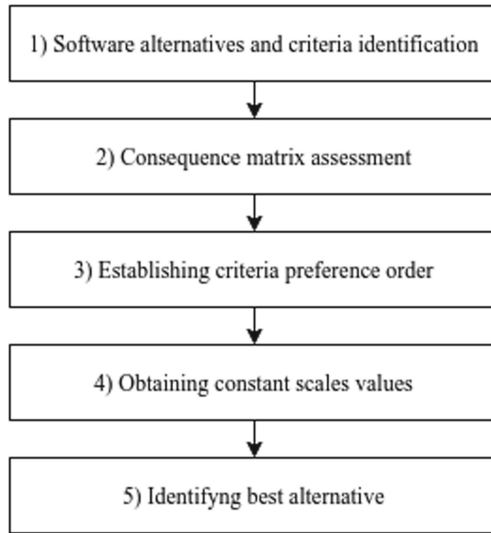 1) Software alternatives and criteria identification
2) Consequence matrix assessment
3) Establishing criteria preference order
4) Obtaining constant scales values
5) Identifyng best alternative